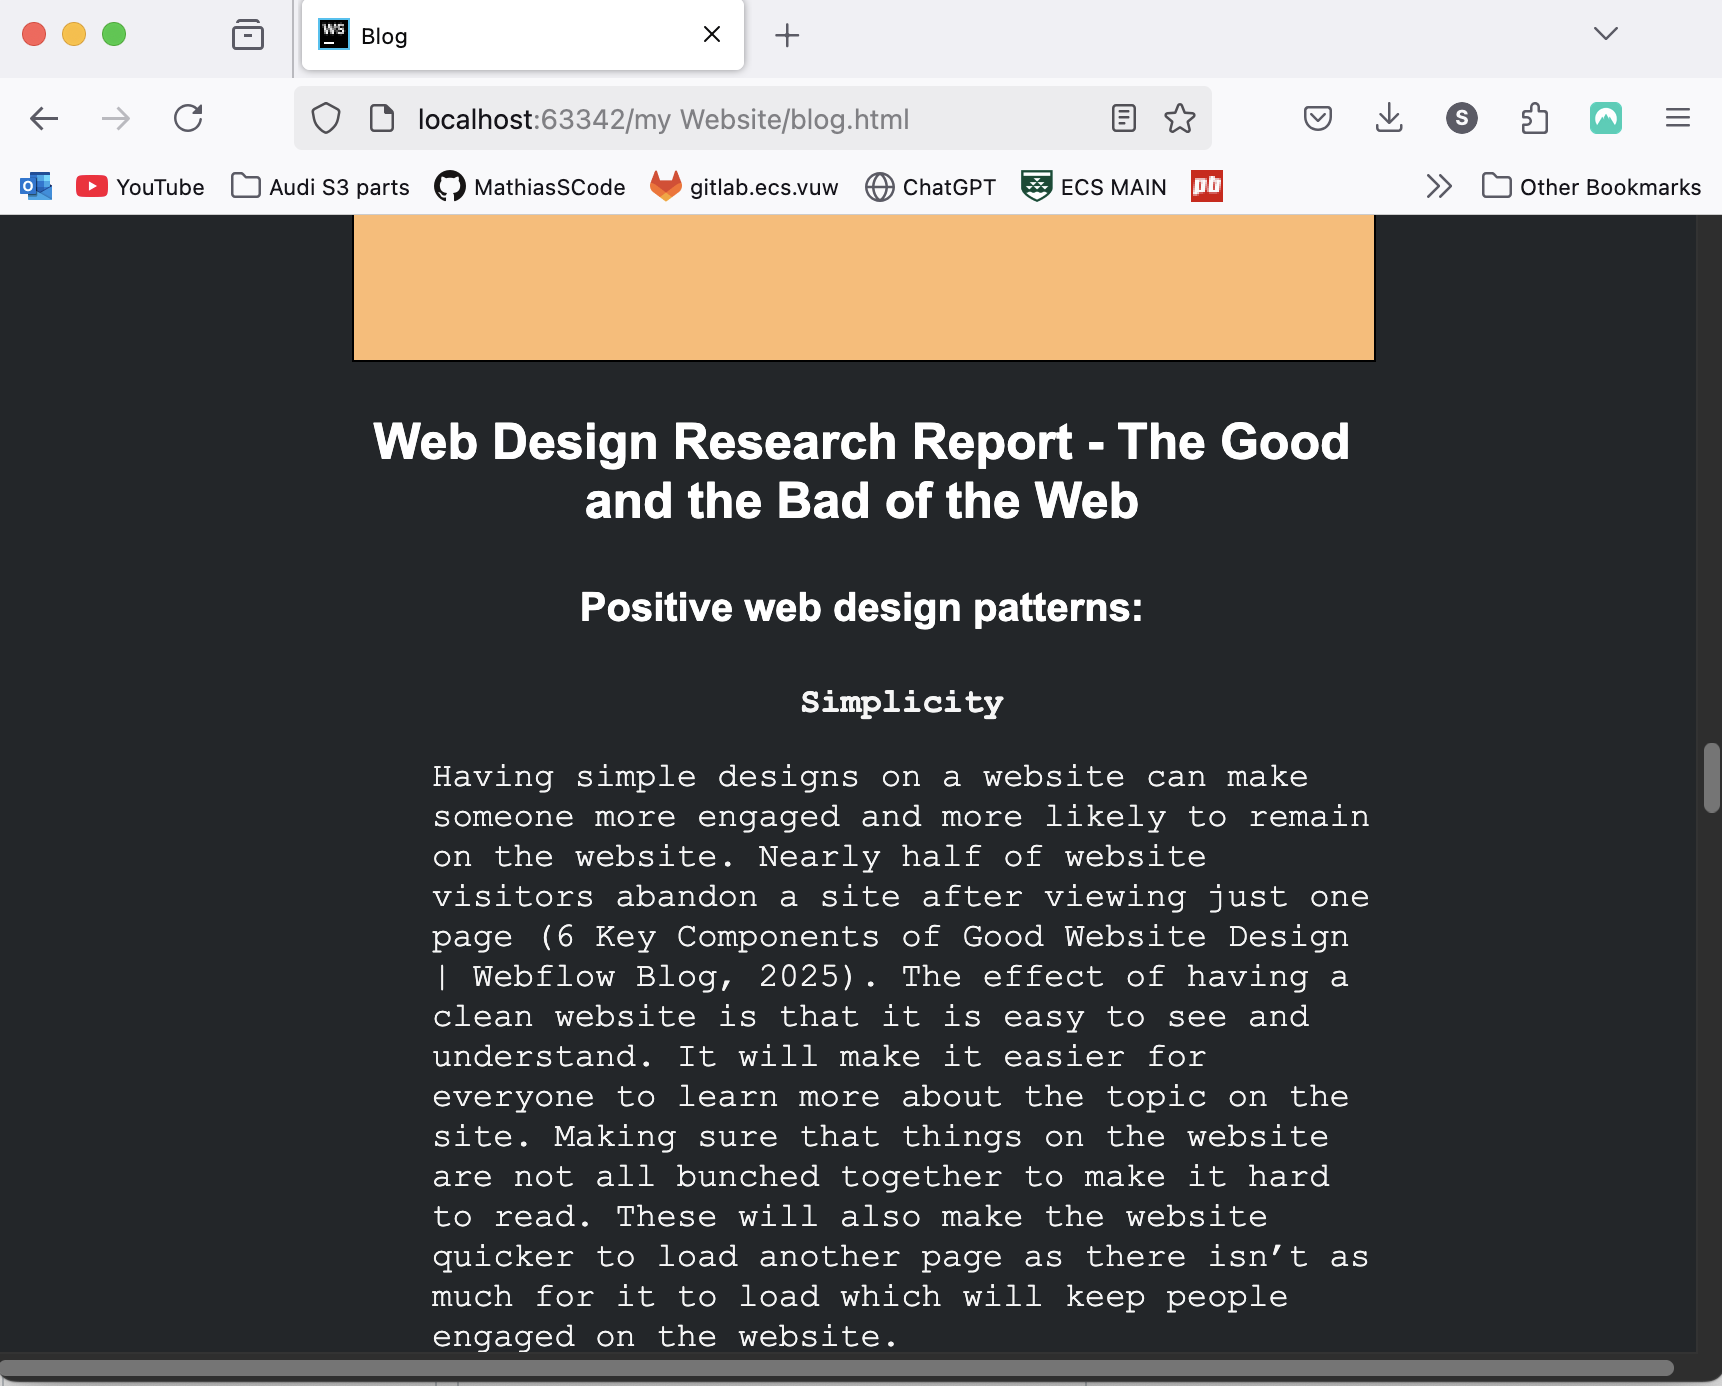 WS
Blog
localhost:63342/my Website/blog.html
S
YouTube
Audi S3 parts
MathiasSCode
gitlab.ecs.vuw
ChatGPT
ECS MAIN
pb
Other Bookmarks
Web Design Research Report - The Good
and the Bad of the Web
Positive web design patterns:
Simplicity
Having simple designs on a website can make
someone more engaged and more likely to remain
on the website. Nearly half of website
visitors abandon a site after viewing just one
page (6 Key Components of Good Website Design
| Webflow Blog, 2025). The effect of having a
clean website is that it is easy to see and
understand. It will make it easier for
everyone to learn more about the topic on the
site. Making sure that things on the website
are not all bunched together to make it hard
to read. These will also make the website
quicker to load another page as there isn’t as
much for it to load which will keep people
engaged on the website.